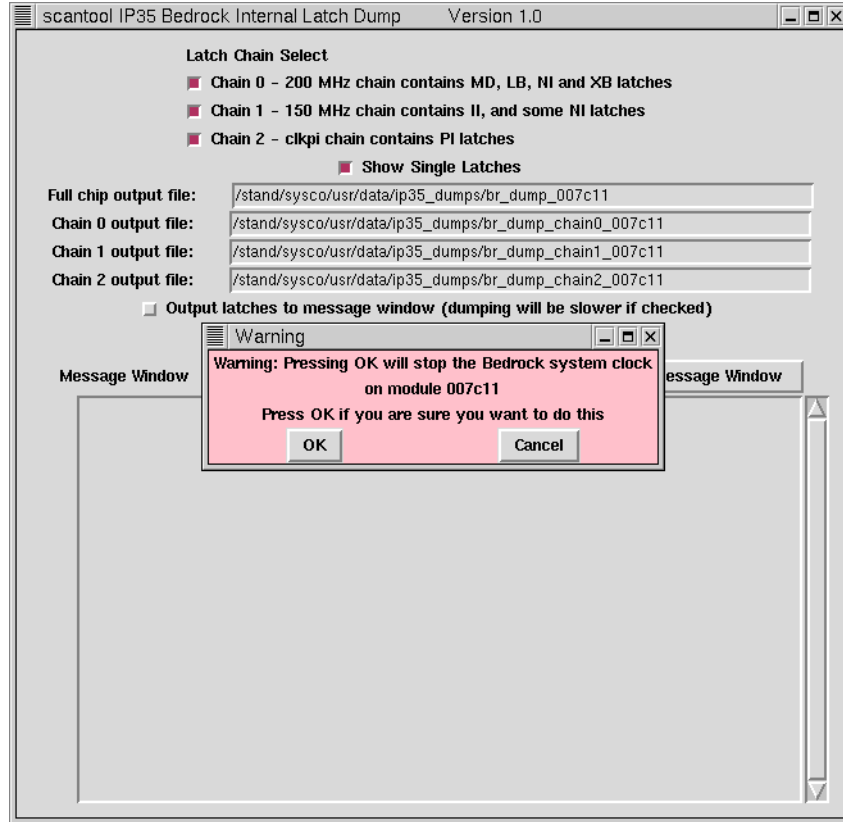 scantool IP35 Bedrock Internal Latch Dump Version 1.0
Latch Chain Select
Chain 0 - 200 MHz chain contains MD, LB, NI and XB latches
Chain 1 - 150 MHz chain contains II, and some NI latches
Chain 2 - clkpi chain contains PI latches
Show Single Latches
Full chip output file: /stand/sysco/usr/data/ip35_dumps/br_dump_007c11
Chain 0 output file: /stand/sysco/usr/data/ip35_dumps/br_dump_chain0_007c11
Chain 1 output file: /stand/sysco/usr/data/ip35_dumps/br_dump_chain1_007c11
Chain 2 output file: /stand/sysco/usr/data/ip35_dumps/br_dump_chain2_007c11
Output latches to message window (dumping will be slower if checked)
Warning
Warning: Pressing OK will stop the Bedrock system clock
on module 007c11
Press OK if you are sure you want to do this
OK Cancel
Message Window essage Window